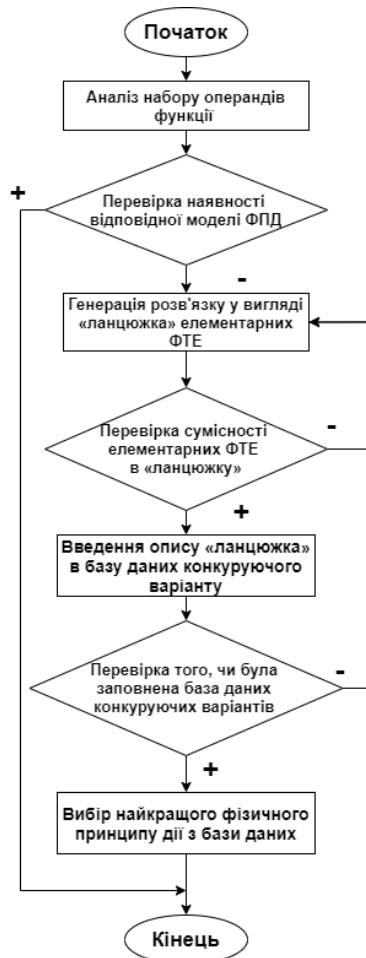 Початок
Аналіз набору операндів
функції
+
Перевірка наявності
відповідної моделі ФПД
-
Генерація розв'язку у вигляді
«ланцюжка» елементарних
ФТЕ
Перевірка сумісності
елементарних ФТЕ
в «ланцюжку»
-
+
Введення опису «ланцюжка»
в базу даних конкуруючого
варіанту
Перевірка того, чи була
заповнена база даних
конкуруючих варіантів
-
+
Вибір найкращого фізичного
принципу дії з бази даних
Кінець